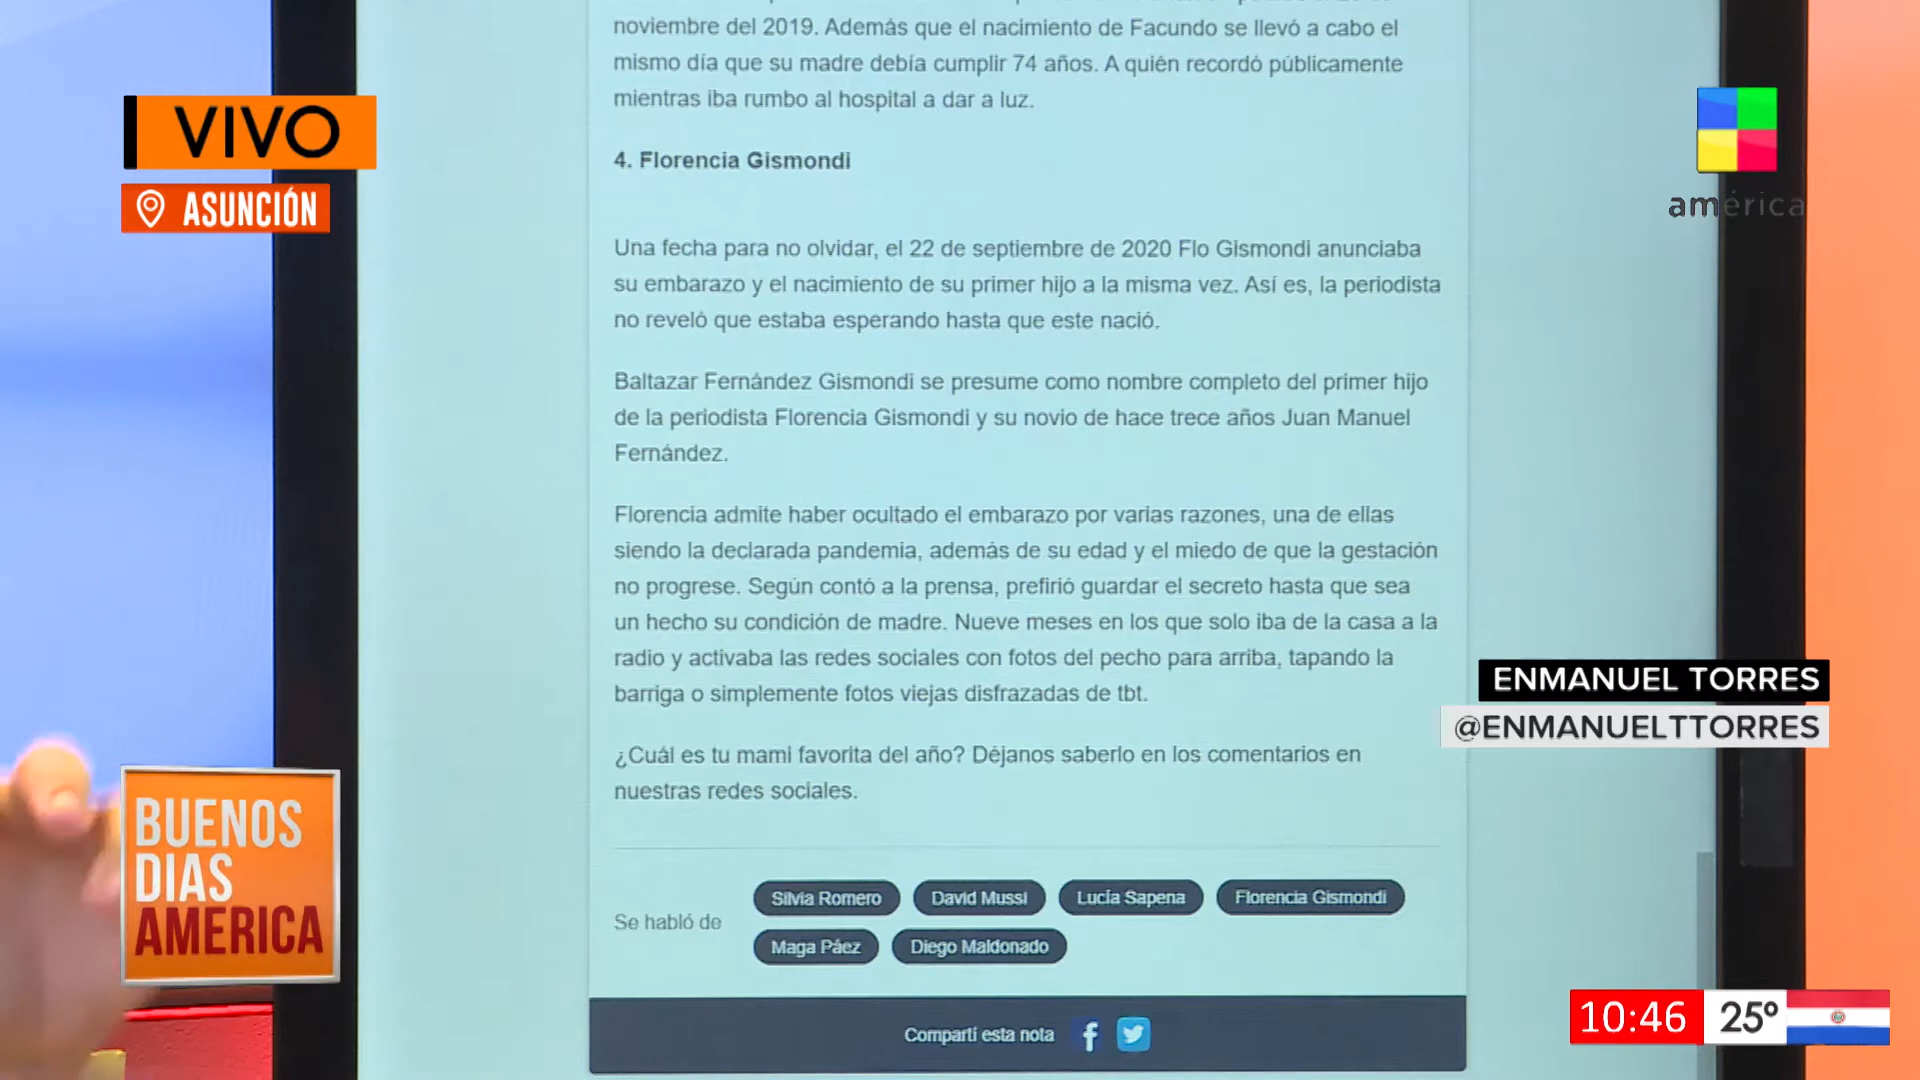 noviembre del 2019. Además que el nacimiento de Facundo se llevó a cabo el
mismo día que su madre debía cumplir 74 años. A quién recordó públicamente
mientras iba rumbo al hospital a dar a luz.
4. Florencia Gismondi
Una fecha para no olvidar, el 22 de septiembre de 2020 Flo Gismondi anunciaba
su embarazo y el nacimiento de su primer hijo a la misma vez. Así es, la periodista
no reveló que estaba esperando hasta que este nació.
Baltazar Fernández Gismondi se presume como nombre completo del primer hijo
de la periodista Florencia Gismondi y su novio de hace trece años Juan Manuel
Fernández.
Florencia admite haber ocultado el embarazo por varias razones, una de ellas
siendo la declarada pandemia, además de su edad y el miedo de que la gestación
no progrese. Según contó a la prensa, prefirió guardar el secreto hasta que sea
un hecho su condición de madre. Nueve meses en los que solo iba de la casa a la
radio y activaba las redes sociales con fotos del pecho para arriba, tapando la
barriga o simplemente fotos viejas disfrazadas de tbt.
¿Cuál es tu mami favorita del año? Déjanos saberlo en los comentarios en
nuestras redes sociales.
Se habló de
Silvia Romero
David Mussi
Lucía Sapena
Florencia Gismondi
Maga Páez
Diego Maldonado
Compartí esta nota
VIVO
ASUNCIÓN
américa
ENMANUEL TORRES
@ENMANUELTTORRES
BUENOS
DIAS
AMERICA
10:46 25º